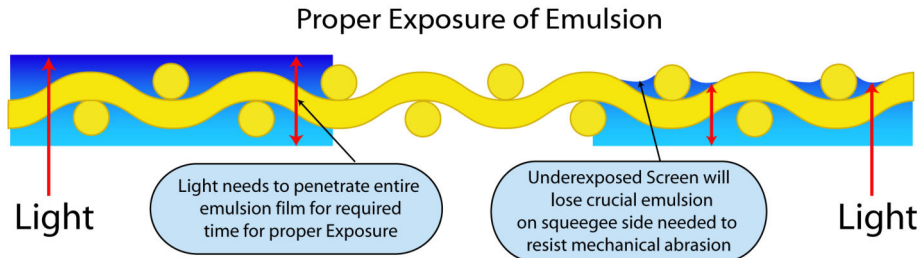 Proper Exposure of Emulsion
Light needs to penetrate entire
emulsion film for required
time for proper Exposure
Underexposed Screen will
lose crucial emulsion
on squeegee side needed to
resist mechanical abrasion
Light
Light